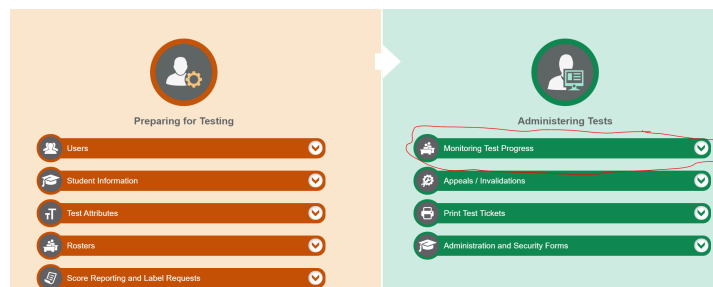 Preparing for Testing
Users
Student Information
Test Attributes
Rosters
Score Reporting and Label Requests
Administering Tests
Monitoring Test Progress
Appeals / Invalidations
Print Test Tickets
Administration and Security Forms